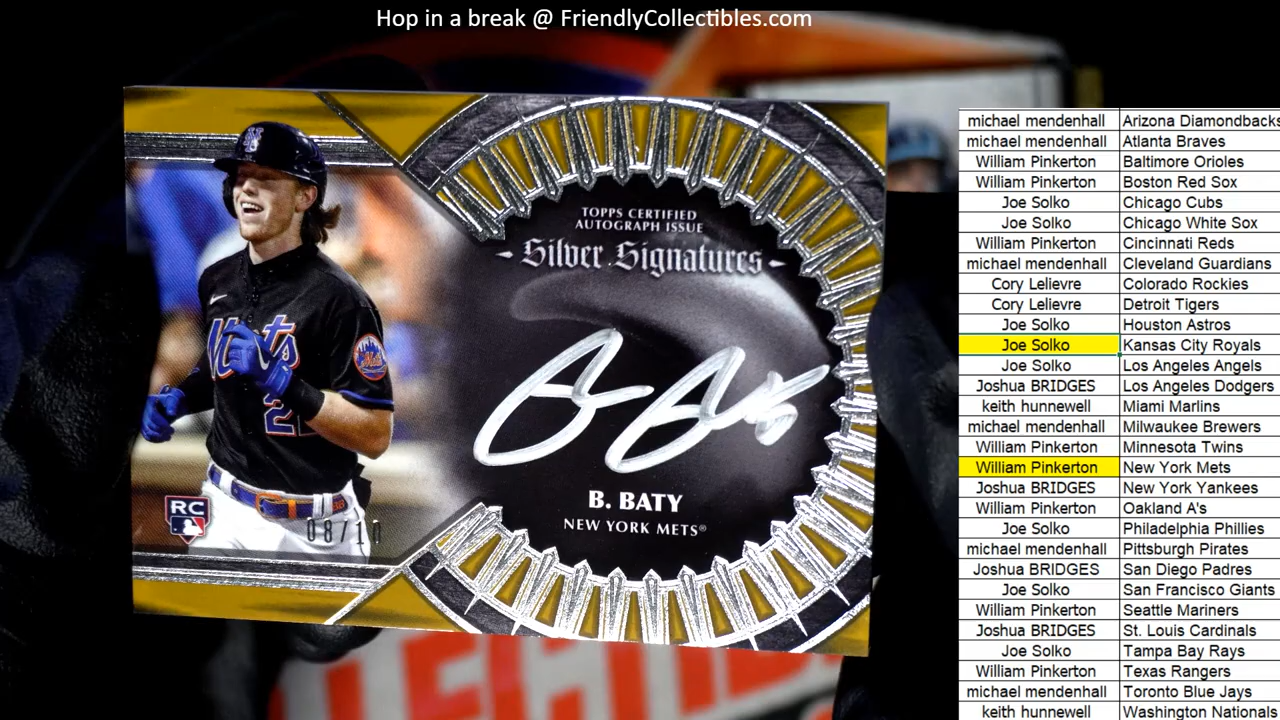 Hop in a break @ FriendlyCollectibles.com
TOPPS CERTIFIED
AUTOGRAPH ISSUE
- Silver Signatures -
B. BATY
NEW YORK METS®
Mets
2
RC
08/10
michael mendenhall Arizona Diamondbacks
michael mendenhall Atlanta Braves
William Pinkerton Baltimore Orioles
William Pinkerton Boston Red Sox
Joe Solko Chicago Cubs
Joe Solko Chicago White Sox
William Pinkerton Cincinnati Reds
michael mendenhall Cleveland Guardians
Cory Lelievre Colorado Rockies
Cory Lelievre Detroit Tigers
Joe Solko Houston Astros
Joe Solko Kansas City Royals
Joe Solko Los Angeles Angels
Joshua BRIDGES Los Angeles Dodgers
keith hunnewell Miami Marlins
michael mendenhall Milwaukee Brewers
William Pinkerton Minnesota Twins
William Pinkerton New York Mets
Joshua BRIDGES New York Yankees
William Pinkerton Oakland A's
Joe Solko Philadelphia Phillies
michael mendenhall Pittsburgh Pirates
Joshua BRIDGES San Diego Padres
Joe Solko San Francisco Giants
William Pinkerton Seattle Mariners
Joshua BRIDGES St. Louis Cardinals
Joe Solko Tampa Bay Rays
William Pinkerton Texas Rangers
michael mendenhall Toronto Blue Jays
keith hunnewell Washington Nationals